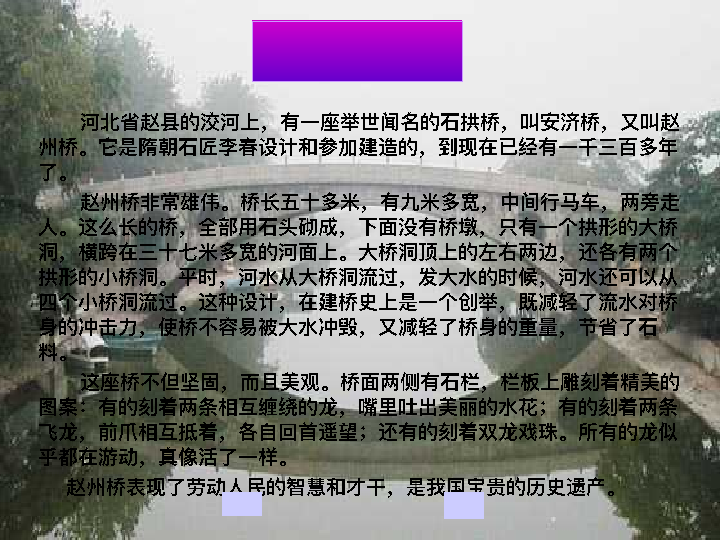 河北省赵县的洨河上，有一座举世闻名的石拱桥，叫安济桥，又叫赵
州桥。它是隋朝石匠李春设计和参加建造的，到现在已经有一千三百多年
了。
赵州桥非常雄伟。桥长五十多米，有九米多宽，中间行马车，两旁走
人。这么长的桥，全部用石头砌成，下面没有桥墩，只有一个拱形的大桥
洞，横跨在三十七米多宽的河面上。大桥洞顶上的左右两边，还各有两个
拱形的小桥洞。平时，河水从大桥洞流过，发大水的时候，河水还可以从
四个小桥洞流过。这种设计，在建桥史上是一个创举，既减轻了流水对桥
身的冲击力，使桥不容易被大水冲毁，又减轻了桥身的重量，节省了石
料。
这座桥不但坚固，而且美观。桥面两侧有石栏，栏板上雕刻着精美的
图案：有的刻着两条相互缠绕的龙，嘴里吐出美丽的水花；有的刻着两条
飞龙，前爪相互抵着，各自回首遥望；还有的刻着双龙戏珠。所有的龙似
乎都在游动，真像活了一样。
赵州桥表现了劳动人民的智慧和才干，是我国宝贵的历史遗产。